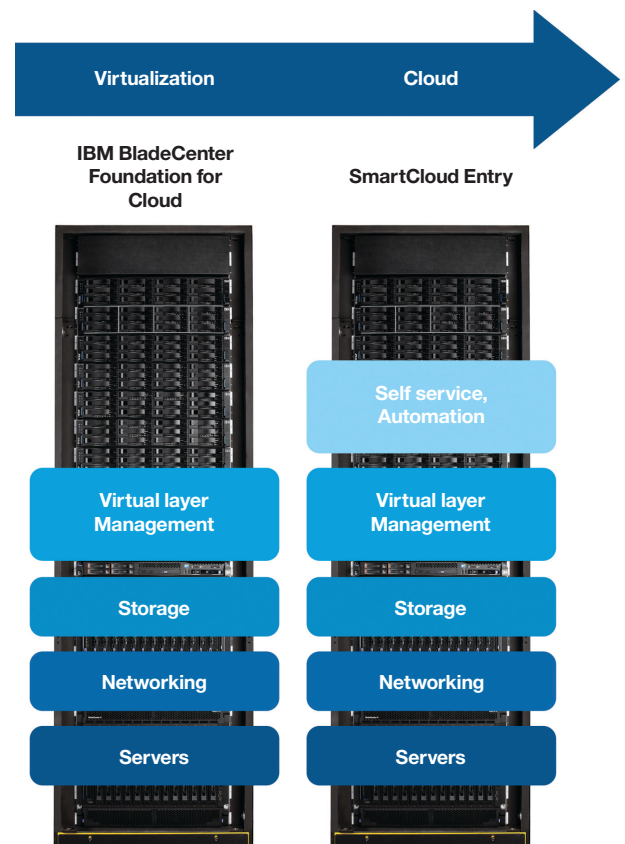 Virtualization
Cloud
IBM BladeCenter
Foundation for
Cloud
SmartCloud Entry
Self service,
Automation
Virtual layer
Management
Virtual layer
Management
Storage
Storage
Networking
Networking
Servers
Servers